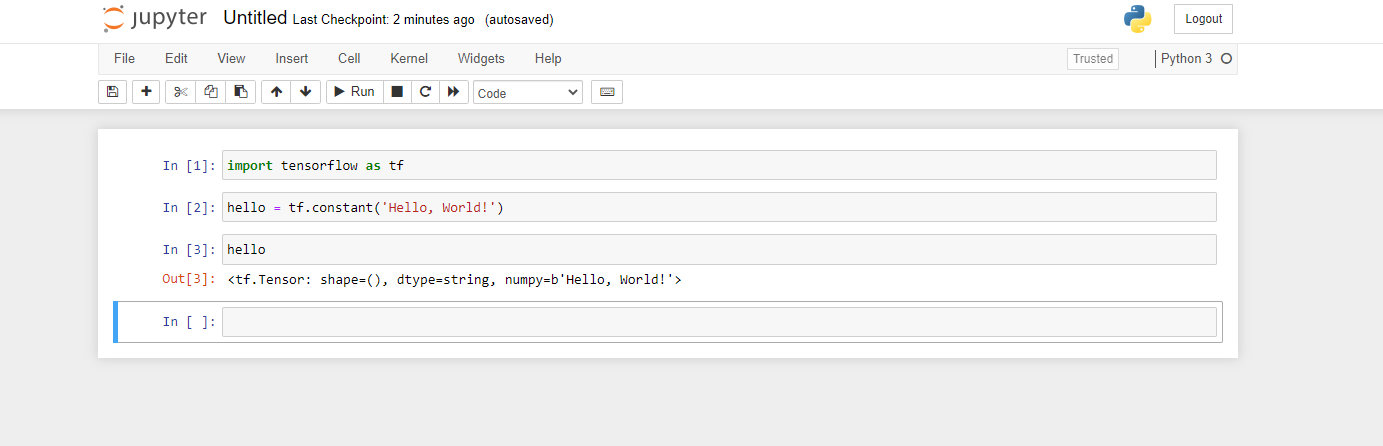 jupyter Untitled Last Checkpoint: 2 minutes ago (autosaved) Logout
File Edit View Insert Cell Kernel Widgets Help Trusted Python 3
Run Code
In [1]: import tensorflow as tf
In [2]: hello = tf.constant('Hello, World!')
In [3]: hello
Out[3]: <tf.Tensor: shape=(), dtype=string, numpy=b'Hello, World!'>
In [ ]: